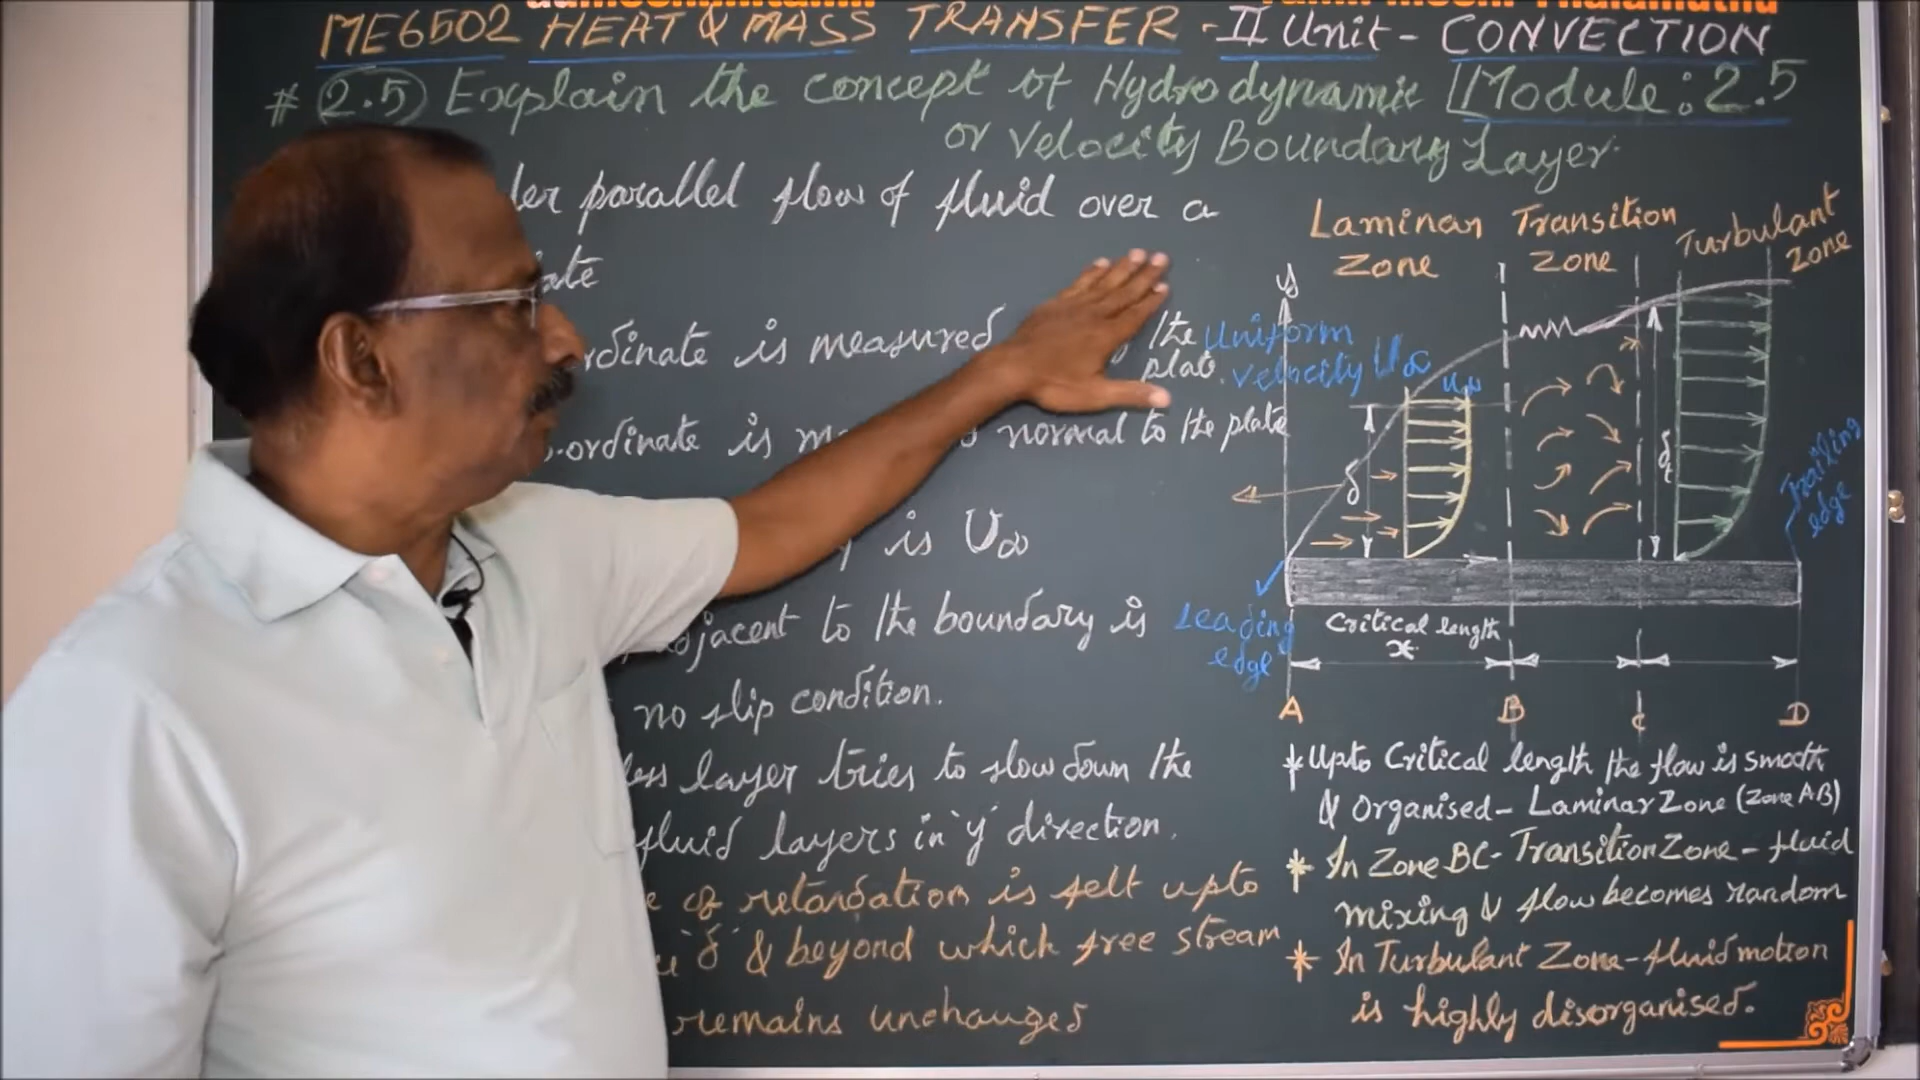 ME6502 HEAT & MASS TRANSFER - II Unit - CONVECTION
# 2.5 Explain the concept of Hydrodynamic
or Velocity Boundary Layer.
Module: 2.5
parallel flow of fluid over a
rdinate is measured the
plate.
ordinate is normal to the plate
is U∞
adjacent to the boundary is
no slip condition.
layer tries to slow down the
fluid layers in 'y' direction.
of retardation is felt upto
'δ' & beyond which free stream
remains unchanges
Laminar Zone
Transition Zone
Turbulant Zone
y
Uniform
velocity U∞
U∞
δ
δt
Trailing edge
Leading edge
Critical length
x
A B C D
* Upto Critical length the flow is smooth
& Organised - Laminar Zone (Zone AB)
* In Zone BC - Transition Zone - fluid
mixing & flow becomes random
* In Turbulant Zone - fluid motion
is highly disorganised.